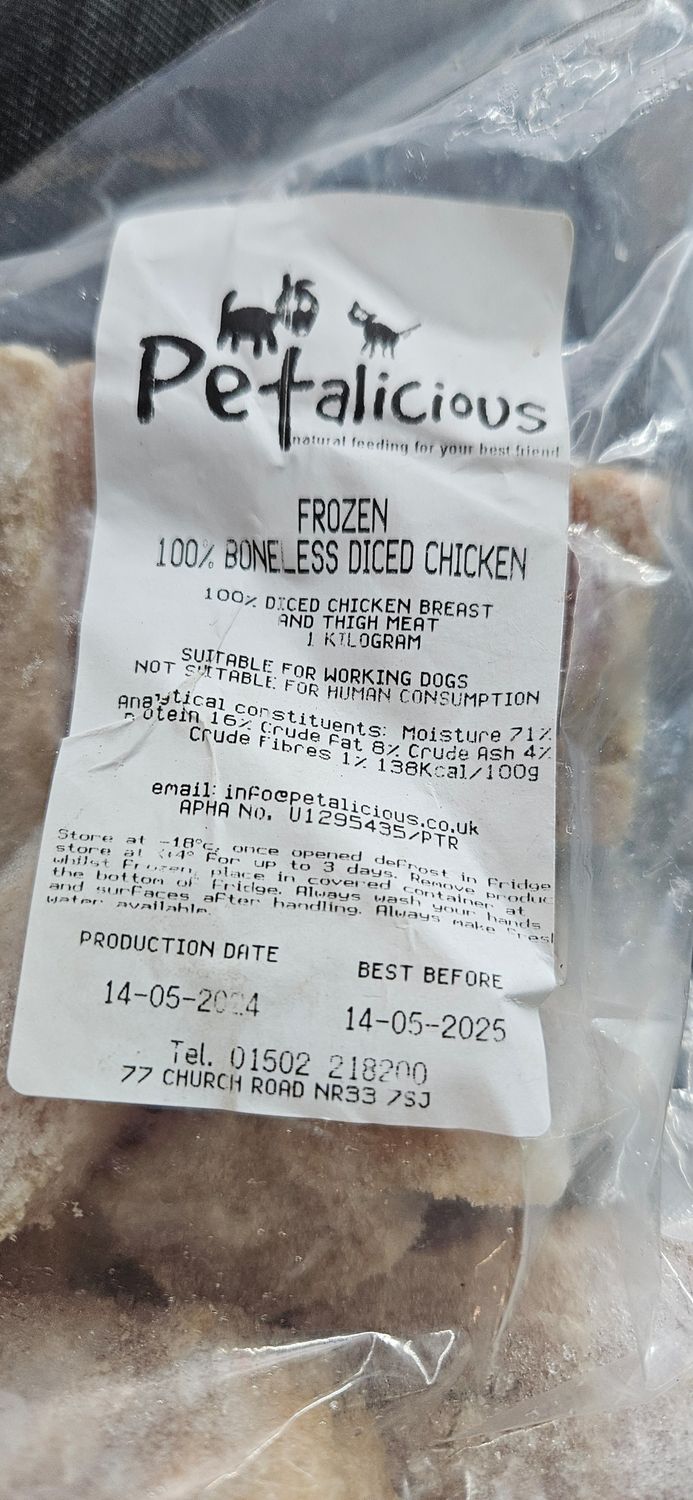 Petalicious
natural feeding for your best friend
FROZEN
100% BONELESS DICED CHICKEN
100% DICED CHICKEN BREAST
AND THIGH MEAT
1 KILOGRAM
SUITABLE FOR WORKING DOGS
NOT SUITABLE FOR HUMAN CONSUMPTION
Analytical constituents: Moisture 71%
Protein 16% Crude Fat 8% Crude Ash 4%
Crude Fibres 1% 138Kcal/100g
email: info@petalicious.co.uk
APHA No. U1295435/PTR
Store at -18°c, once opened defrost in Fridge
store at <4° For up to 3 days. Remove produc
whilst Frozen, place in covered container at
the bottom of Fridge. Always wash your hands
and surfaces after handling. Always make fresh
water available.
PRODUCTION DATE
BEST BEFORE
14-05-2024
14-05-2025
Tel. 01502 218200
77 CHURCH ROAD NR33 7SJ